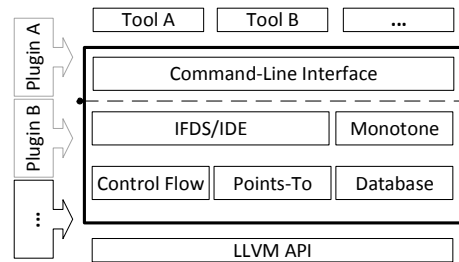 Tool A Tool B ...
Plugin A
Command-Line Interface
Plugin B
IFDS/IDE Monotone
Control Flow Points-To Database
...
LLVM API